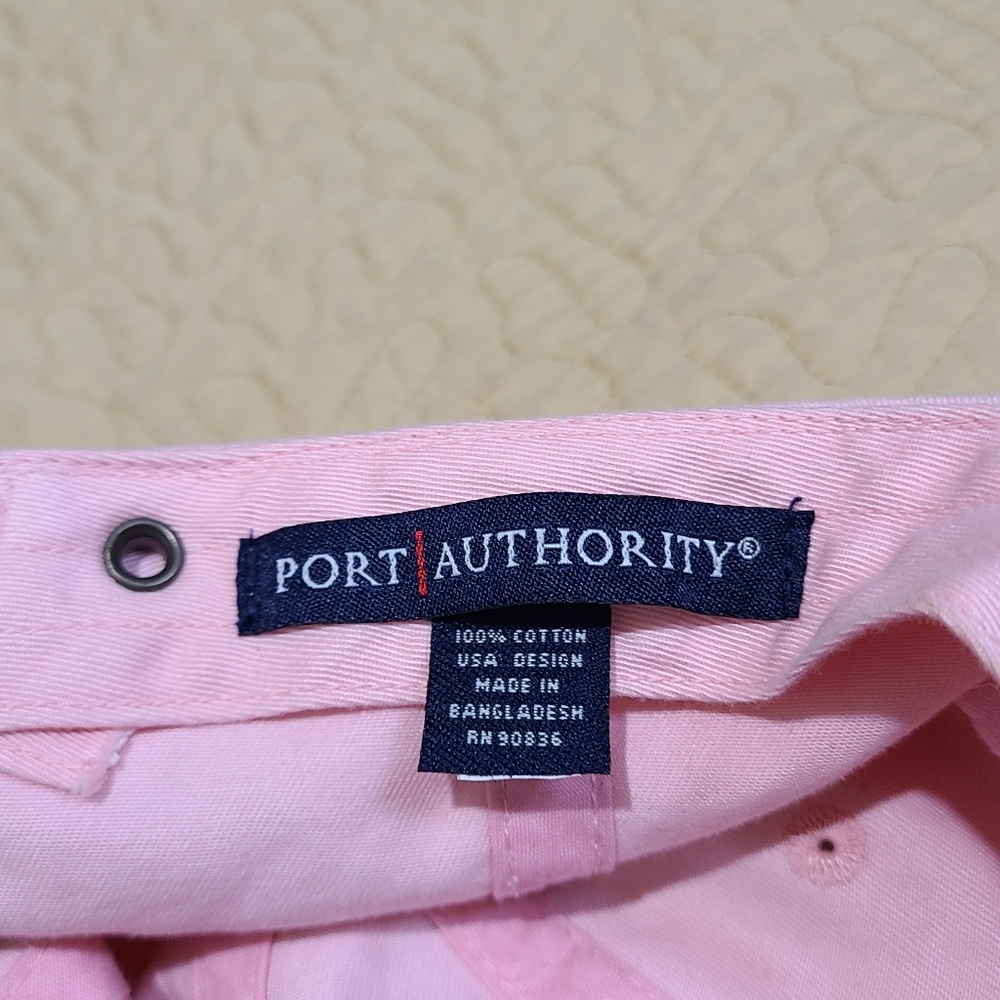 PORT|AUTHORITY®
100% COTTON
USA DESIGN
MADE IN
BANGLADESH
RN 90836